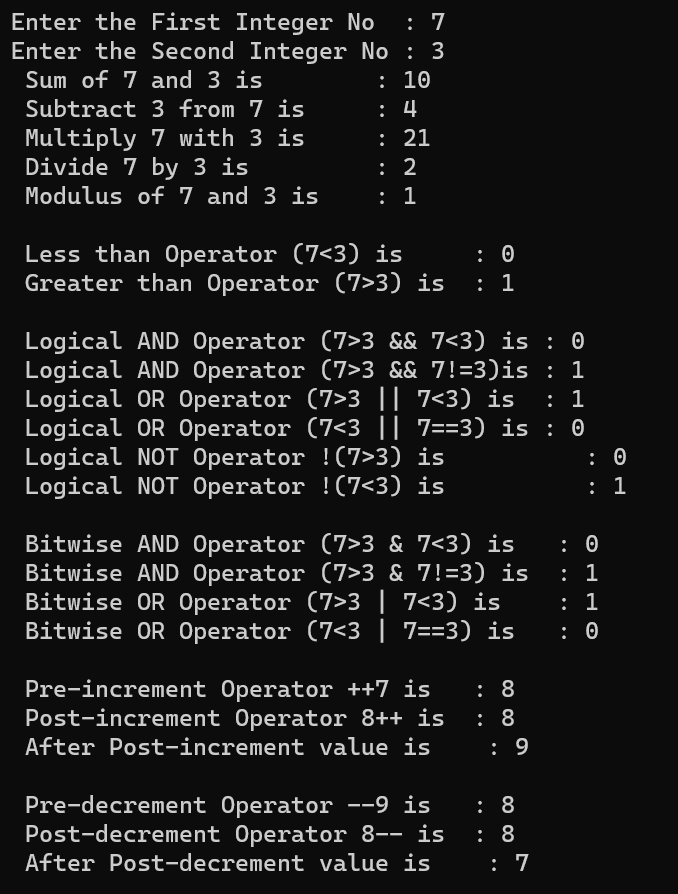 Enter the First Integer No  : 7
Enter the Second Integer No : 3
 Sum of 7 and 3 is        : 10
 Subtract 3 from 7 is     : 4
 Multiply 7 with 3 is     : 21
 Divide 7 by 3 is         : 2
 Modulus of 7 and 3 is    : 1

 Less than Operator (7<3) is     : 0
 Greater than Operator (7>3) is  : 1

 Logical AND Operator (7>3 && 7<3) is : 0
 Logical AND Operator (7>3 && 7!=3)is : 1
 Logical OR Operator (7>3 || 7<3) is  : 1
 Logical OR Operator (7<3 || 7==3) is : 0
 Logical NOT Operator !(7>3) is          : 0
 Logical NOT Operator !(7<3) is          : 1

 Bitwise AND Operator (7>3 & 7<3) is   : 0
 Bitwise AND Operator (7>3 & 7!=3) is  : 1
 Bitwise OR Operator (7>3 | 7<3) is    : 1
 Bitwise OR Operator (7<3 | 7==3) is   : 0

 Pre-increment Operator ++7 is   : 8
 Post-increment Operator 8++ is  : 8
 After Post-increment value is    : 9

 Pre-decrement Operator --9 is   : 8
 Post-decrement Operator 8-- is  : 8
 After Post-decrement value is    : 7